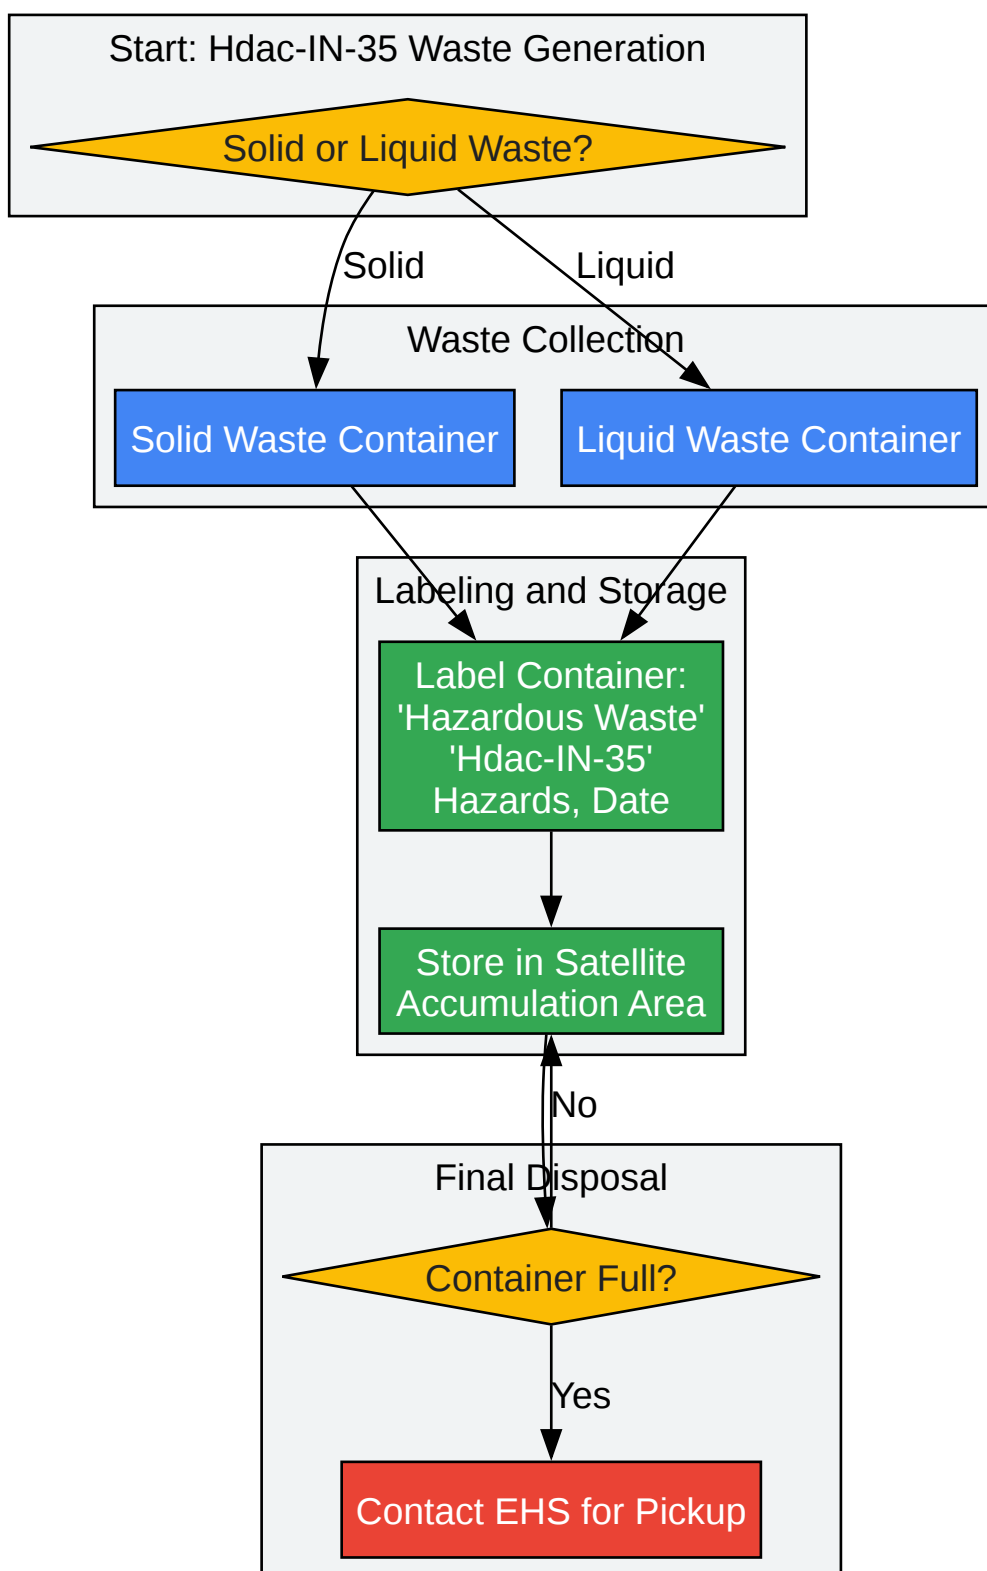 Start: Hdac-IN-35 Waste Generation
Solid or Liquid Waste?
Solid
Liquid
Waste Collection
Solid Waste Container
Liquid Waste Container
Labeling and Storage
Label Container:
'Hazardous Waste'
'Hdac-IN-35'
Hazards, Date
Store in Satellite
Accumulation Area
No
Final Disposal
Container Full?
Yes
Contact EHS for Pickup